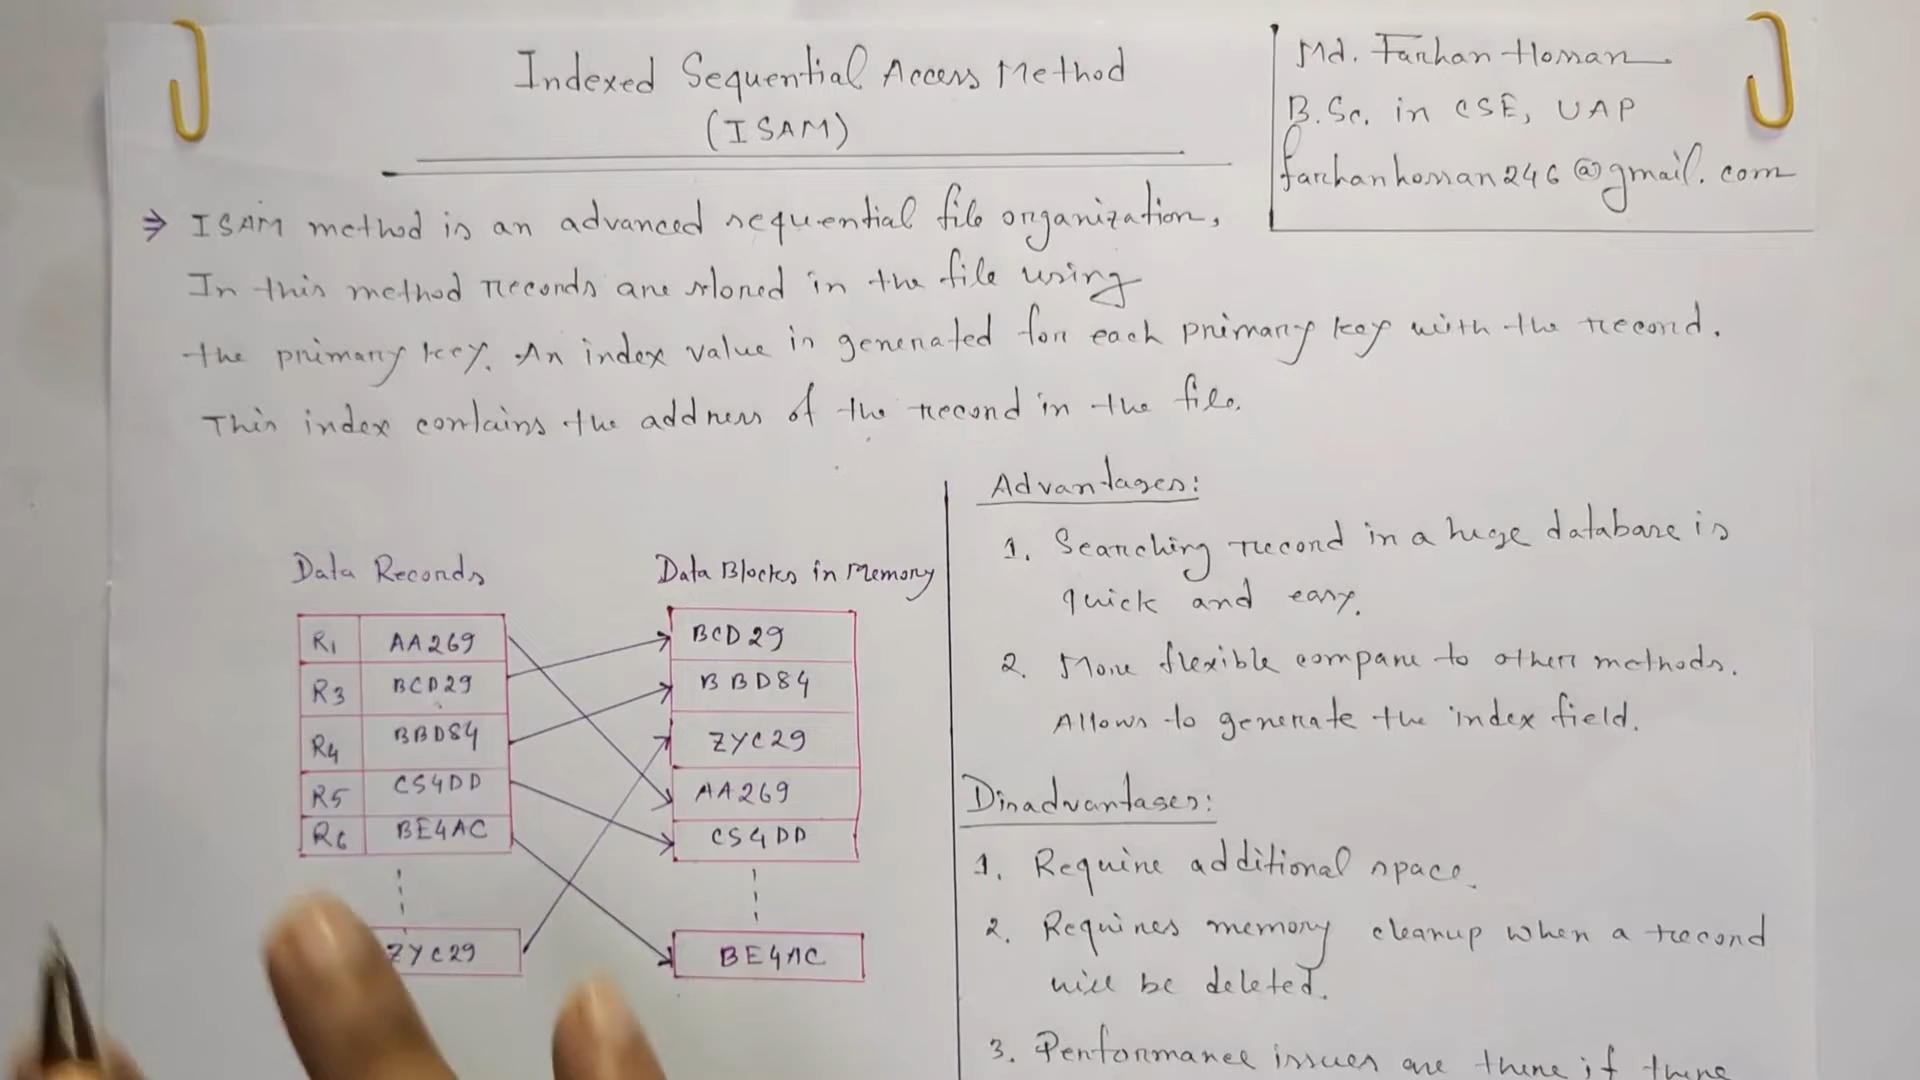 Indexed Sequential Access Method
(ISAM)
Md. Farhan Hossan
B.Sc. in CSE, UAP
farhanhossan246@gmail.com
⇒ ISAM method is an advanced sequential file organization,
In this method records are stored in the file using
the primary key. An index value is generated for each primary key with the record.
This index contains the address of the record in the file.
Data Records
R1 AA269
R3 BCD29
R4 BBD84
R5 CS4DD
R6 BE4AC
ZYC29
Data Blocks in Memory
BCD29
BBD84
ZYC29
AA269
CS4DD
BE4AC
Advantages:
1. Searching record in a huge database is
quick and easy.
2. More flexible compare to other methods.
Allows to generate the index field.
Disadvantages:
1. Require additional space.
2. Requires memory cleanup when a record
will be deleted.
3. Performance issues are there if there